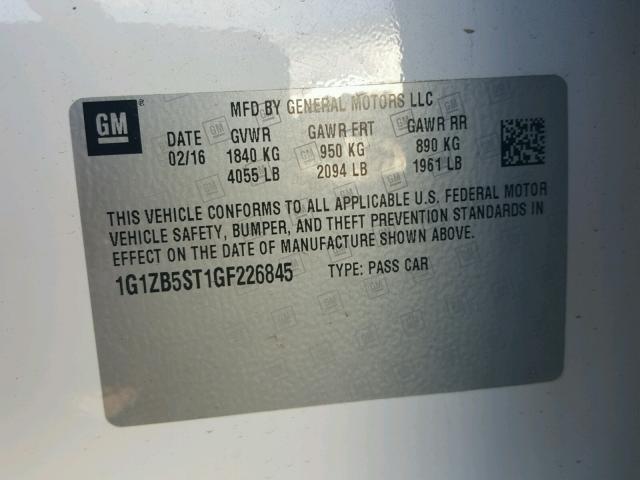 GM ® MFD BY GENERAL MOTORS LLC
DATE GVWR GAWR FRT GAWR RR
02/16 1840 KG 950 KG 890 KG
4055 LB 2094 LB 1961 LB
THIS VEHICLE CONFORMS TO ALL APPLICABLE U.S. FEDERAL MOTOR
VEHICLE SAFETY, BUMPER, AND THEFT PREVENTION STANDARDS IN
EFFECT ON THE DATE OF MANUFACTURE SHOWN ABOVE.
1G1ZB5ST1GF226845 TYPE: PASS CAR